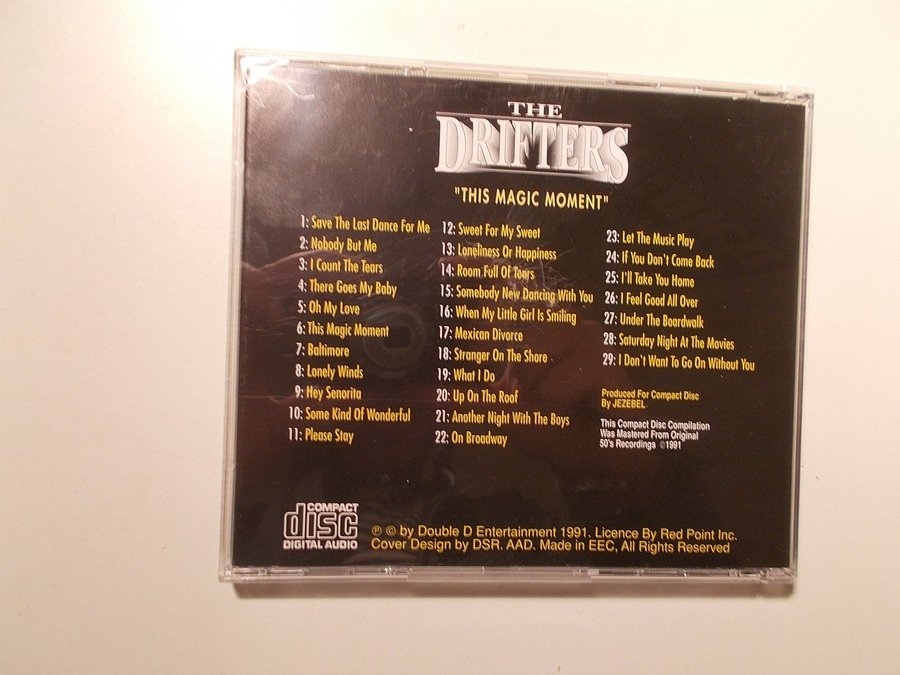 THE
DRIFTERS
"THIS MAGIC MOMENT"
1: Save The Last Dance For Me
2: Nobody But Me
3: I Count The Tears
4: There Goes My Baby
5: Oh My Love
6: This Magic Moment
7: Baltimore
8: Lonely Winds
9: Hey Senorita
10: Some Kind Of Wonderful
11: Please Stay
12: Sweet For My Sweet
13: Loneliness Or Happiness
14: Room Full Of Tears
15: Somebody New Dancing With You
16: When My Little Girl Is Smiling
17: Mexican Divorce
18: Stranger On The Shore
19: What I Do
20: Up On The Roof
21: Another Night With The Boys
22: On Broadway
23: Let The Music Play
24: If You Don't Come Back
25: I'll Take You Home
26: I Feel Good All Over
27: Under The Boardwalk
28: Saturday Night At The Movies
29: I Don't Want To Go On Without You
Produced For Compact Disc
By JEZEBEL
This Compact Disc Compilation
Was Mastered From Original
50's Recordings ©1991
COMPACT
disc
DIGITAL AUDIO
℗ © by Double D Entertainment 1991. Licence By Red Point Inc.
Cover Design by DSR. AAD. Made in EEC, All Rights Reserved